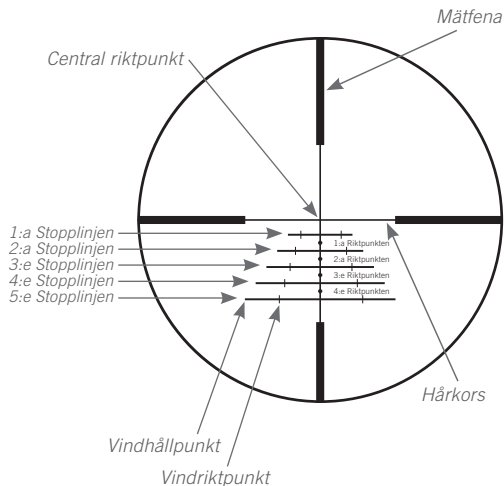 Mätfena
Central riktpunkt
1:a Stopplinjen
2:a Stopplinjen
3:e Stopplinjen
4:e Stopplinjen
5:e Stopplinjen
1:a Riktpunkten
2:a Riktpunkten
3:e Riktpunkten
4:e Riktpunkten
Hårkors
Vindhållpunkt
Vindriktpunkt